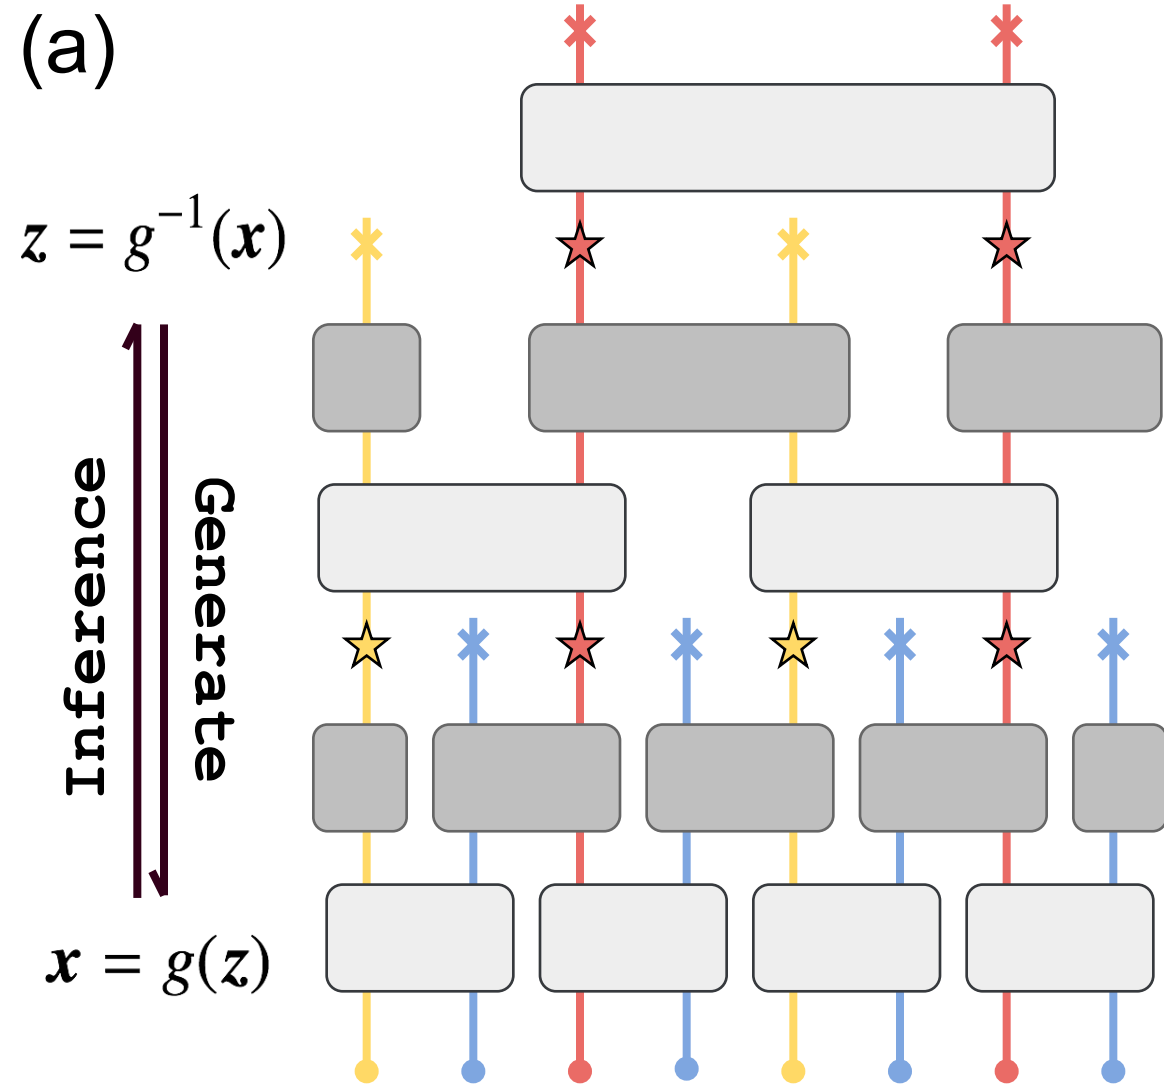 (a)
z = g⁻¹(x)
Inference
Generate
x = g(z)